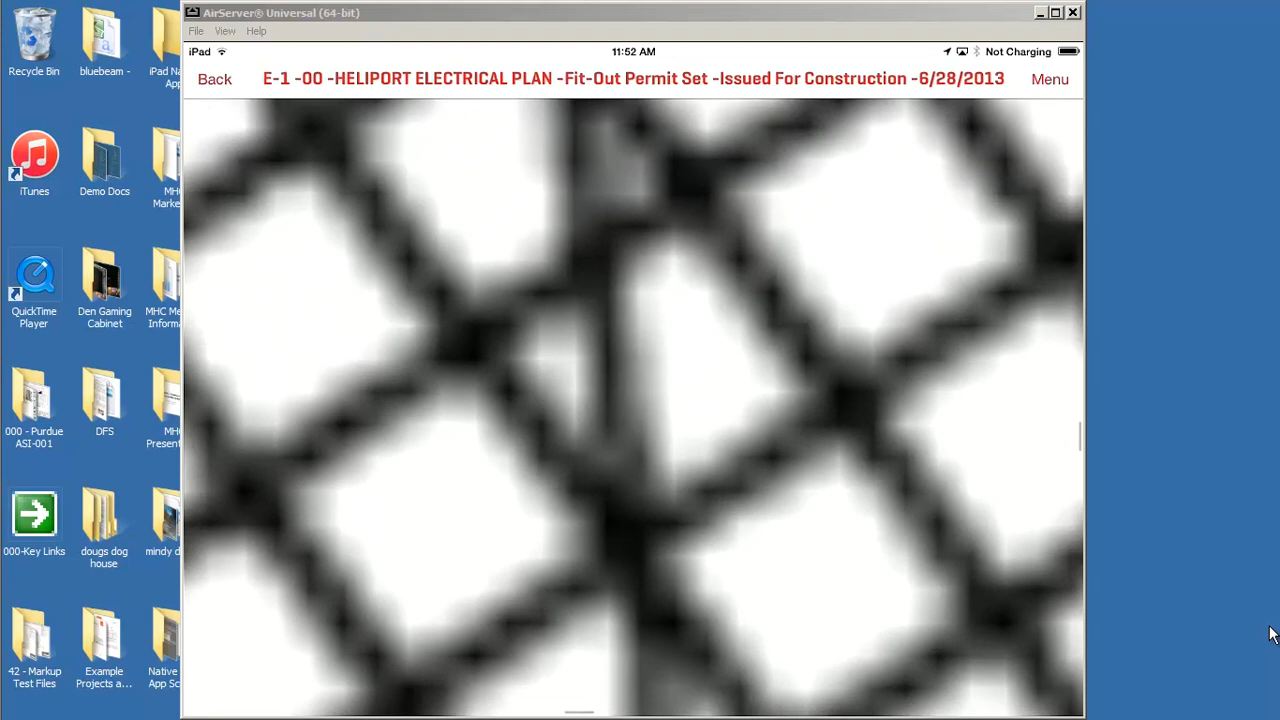 AirServer® Universal (64-bit)
File View Help
iPad 11:52 AM Not Charging
Back E-1 -00 -HELIPORT ELECTRICAL PLAN -Fit-Out Permit Set -Issued For Construction -6/28/2013 Menu
Recycle Bin
bluebeam -
iPad Na
App
iTunes
Demo Docs
MH
Marke
QuickTime
Player
Den Gaming
Cabinet
MHC Me
Informa
000 - Purdue
ASI-001
DFS
MH
Present
000-Key Links
dougs dog
house
mindy d
42 - Markup
Test Files
Example
Projects a...
Native
App Sc